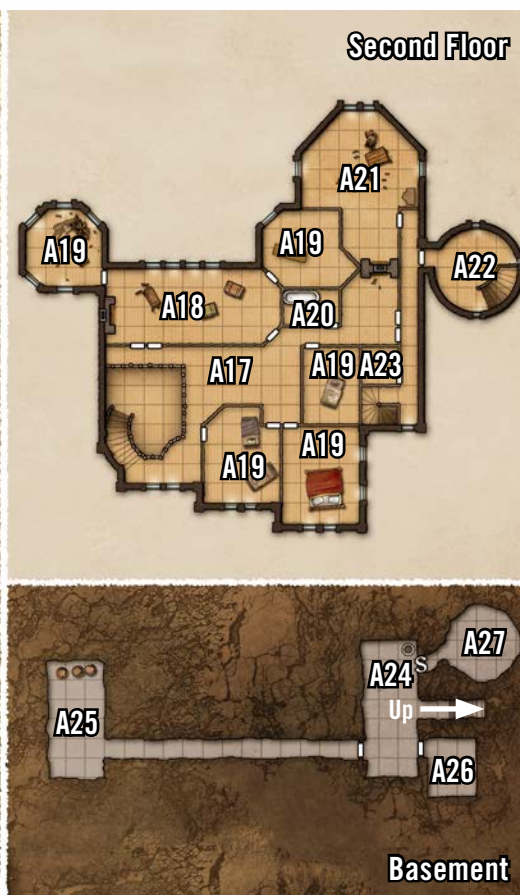 Second Floor
A21
A19
A19
A22
A18
A20
A17
A19
A23
A19
A19
A27
S
A24
A25
Up
A26
Basement